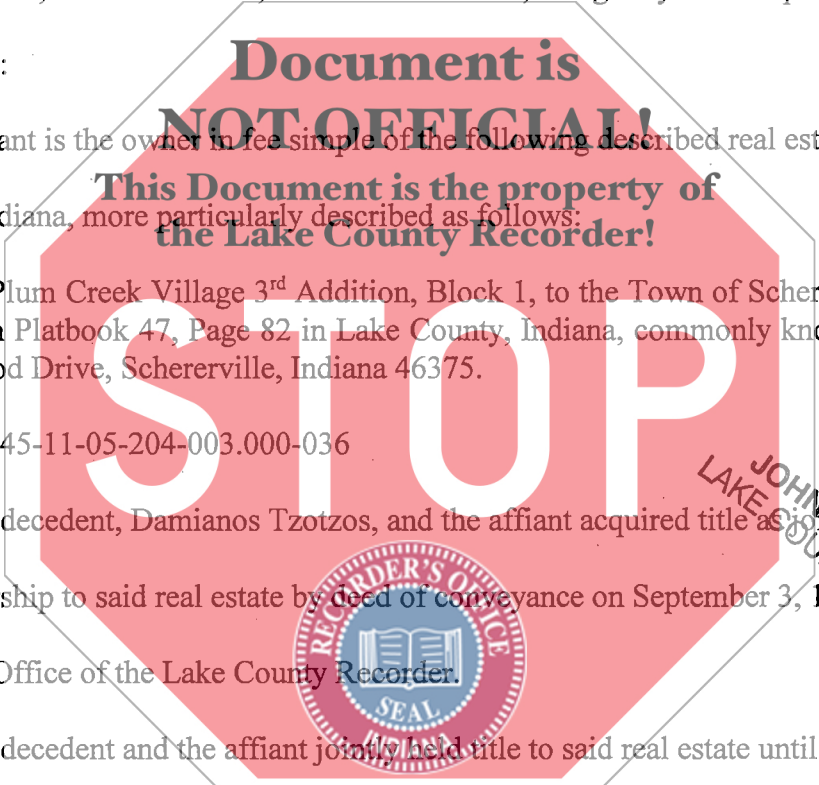 Document is
:
NOT OFFICIAL!
ant is the owner in fee simple of the following described real est
This Document is the property of
diana, more particularly described as follows:
the Lake County Recorder!
Plum Creek Village 3rd Addition, Block 1, to the Town of Scher
Platbook 47, Page 82 in Lake County, Indiana, commonly kno
od Drive, Schererville, Indiana 46375.
STOP
45-11-05-204-003.000-036
JOHN
LAKE COU
decedent, Damianos Tzotzos, and the affiant acquired title as jo
ship to said real estate by deed of conveyance on September 3, 1
Office of the Lake County Recorder.
RECORDER'S OFFICE
SEAL
INDIANA
decedent and the affiant jointly held title to said real estate until